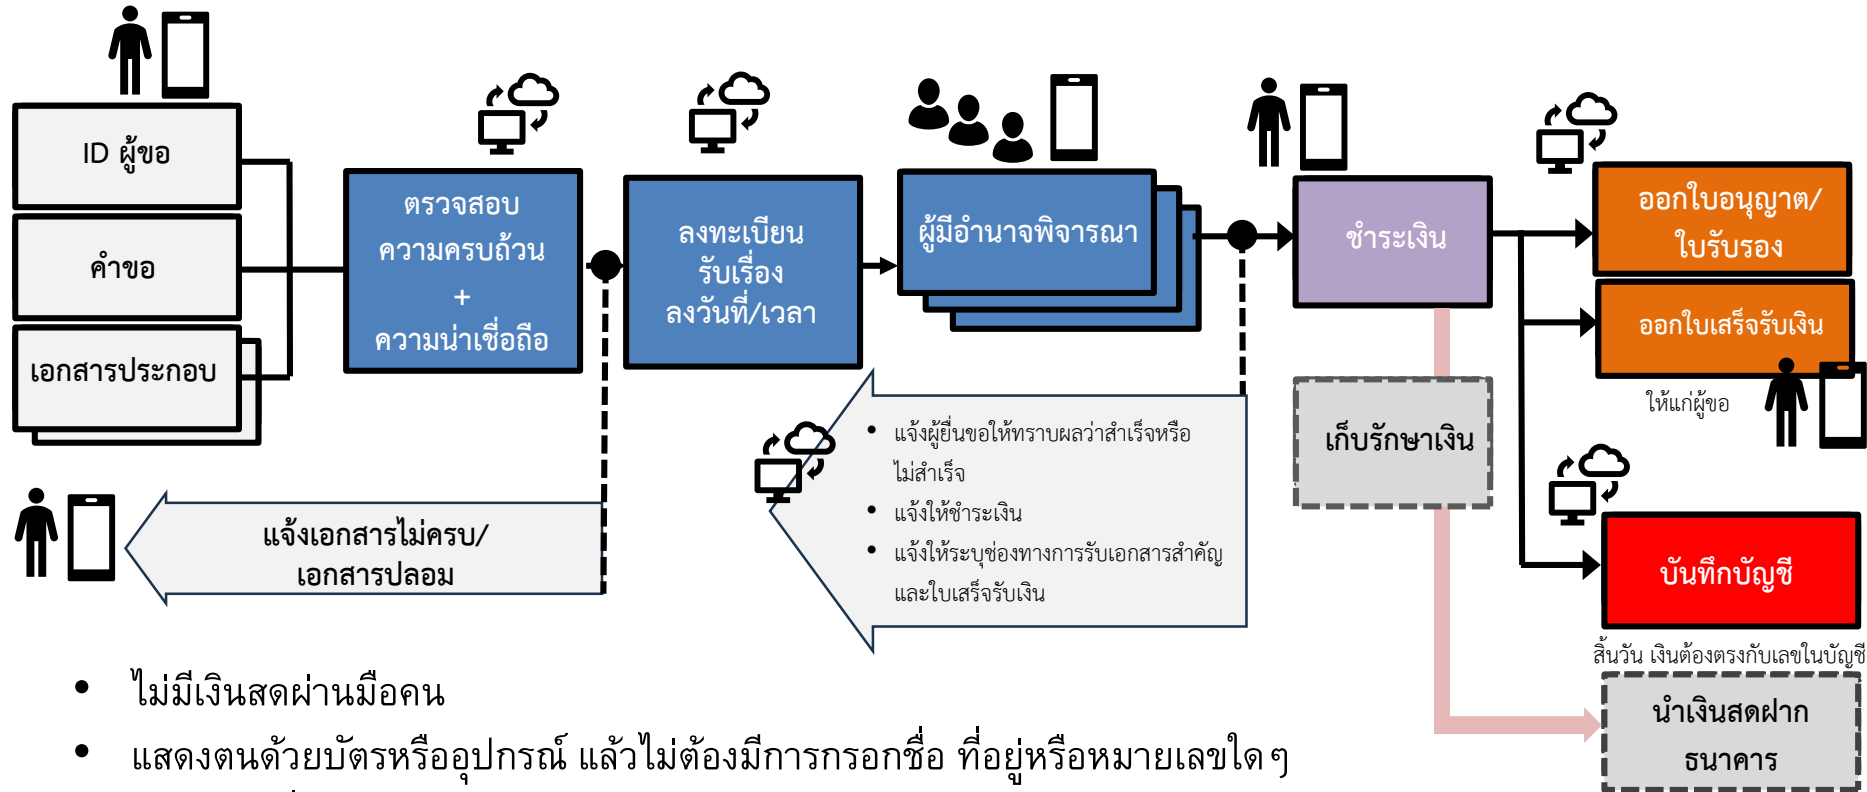 ID ผู้ขอ
คำขอ
เอกสารประกอบ
ตรวจสอบ
ความครบถ้วน
+
ความน่าเชื่อถือ
ลงทะเบียน
รับเรื่อง
ลงวันที่/เวลา
ผู้มีอำนาจพิจารณา
ชำระเงิน
ออกใบอนุญาต/
ใบรับรอง
ออกใบเสร็จรับเงิน
ให้แก่ผู้ขอ
เก็บรักษาเงิน
บันทึกบัญชี
สิ้นวัน เงินต้องตรงกับเลขในบัญชี
นำเงินสดฝาก
ธนาคาร
แจ้งเอกสารไม่ครบ/
เอกสารปลอม
• แจ้งผู้ยื่นขอให้ทราบผลว่าสำเร็จหรือ
ไม่สำเร็จ
• แจ้งให้ชำระเงิน
• แจ้งให้ระบุช่องทางการรับเอกสารสำคัญ
และใบเสร็จรับเงิน
• ไม่มีเงินสดผ่านมือคน
• แสดงตนด้วยบัตรหรืออุปกรณ์ แล้วไม่ต้องมีการกรอกชื่อ ที่อยู่หรือหมายเลขใดๆ